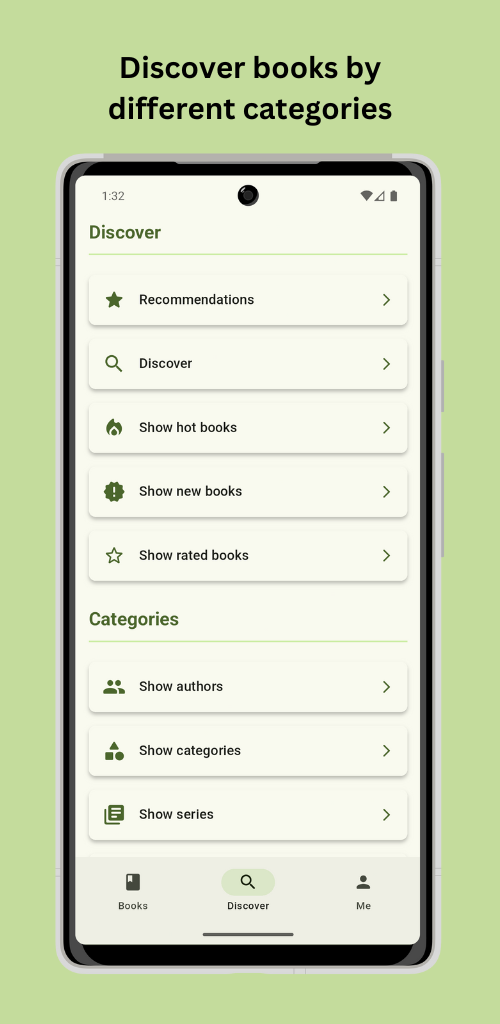 Discover books by
different categories
1:32
Discover
Recommendations
Discover
Show hot books
Show new books
Show rated books
Categories
Show authors
Show categories
Show series
Books
Discover
Me